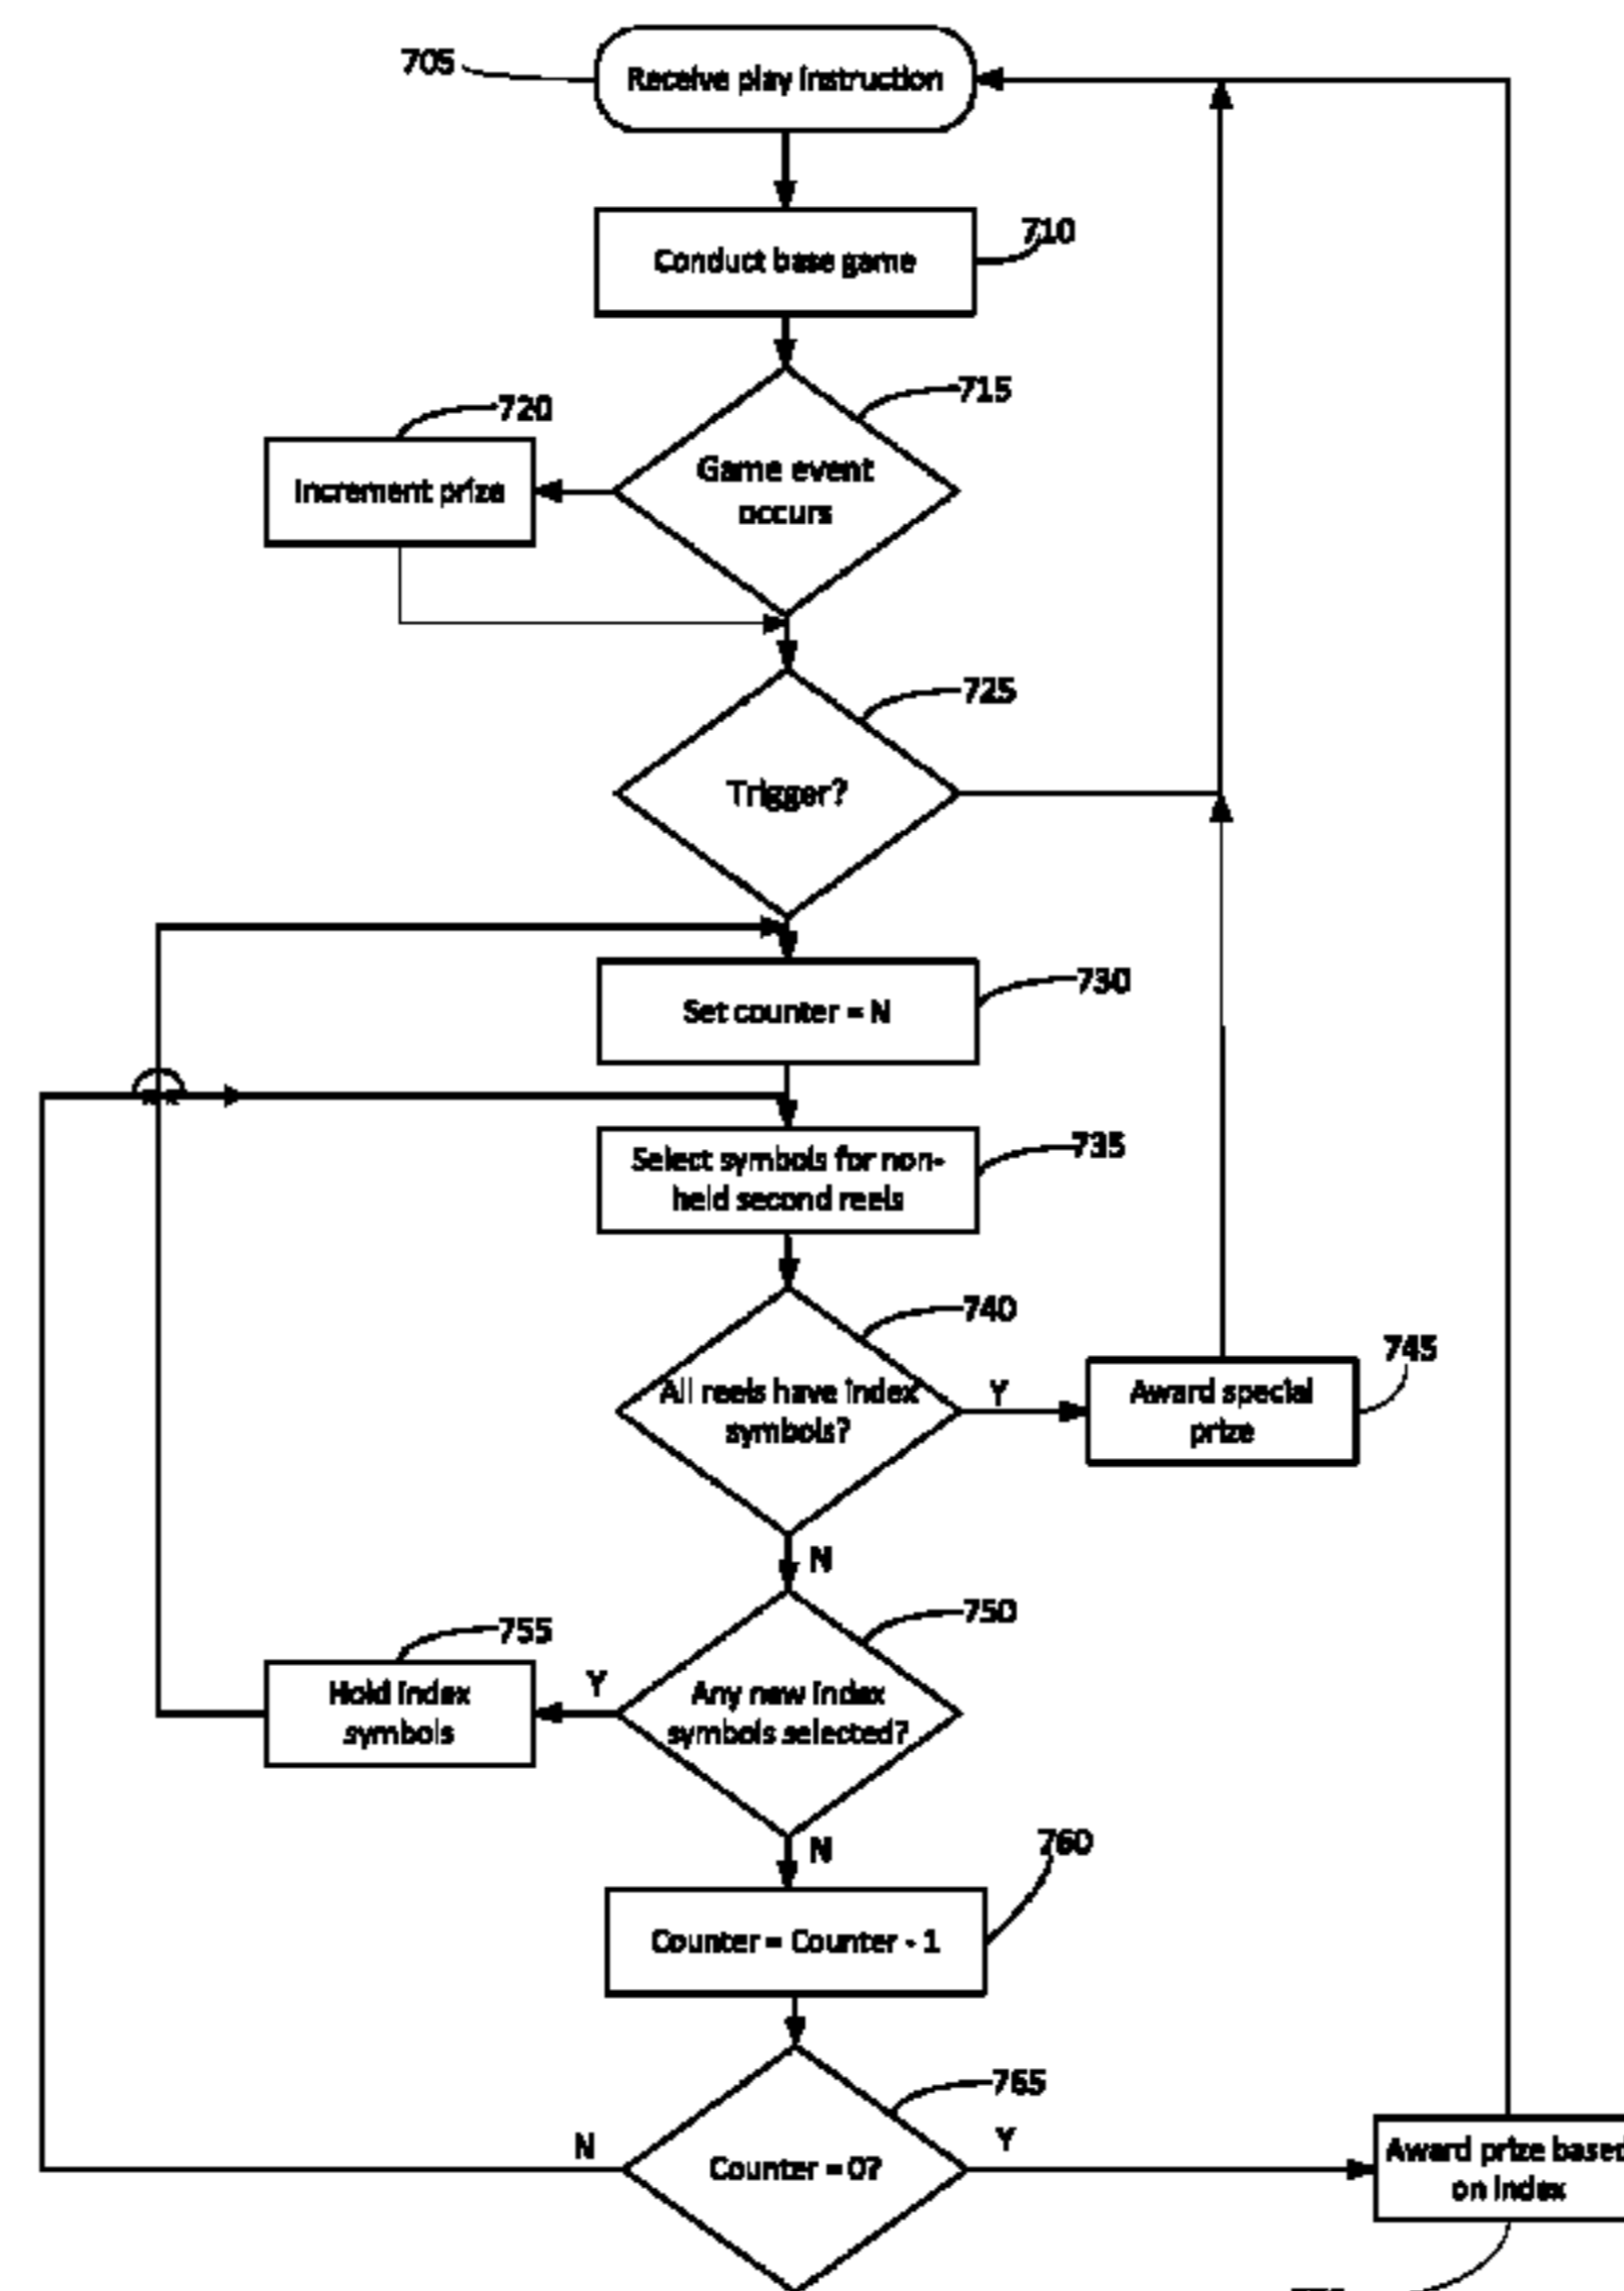 705
Receive play instruction
710
Conduct base game
715
720
Game event
occurs
Increment prize
725
Trigger?
730
Set counter = N
735
Select symbols for non-
held second reels
740
745
All reels have index
symbols?
Y
Award special
prize
N
750
755
Hold index
symbols
Y
Any new index
symbols selected?
N
760
Counter = Counter - 1
765
N
Y
Counter = 0?
Award prize based
on index